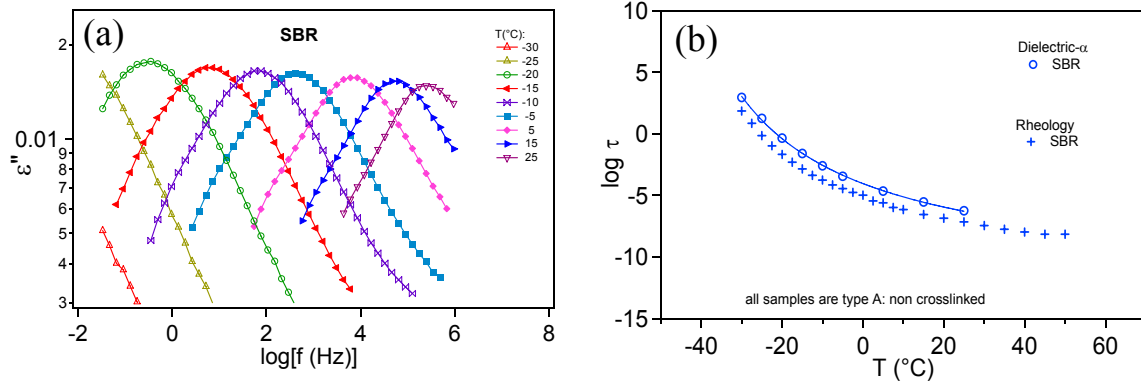 (a)
SBR
T(°C):
-30
-25
-20
-15
-10
-5
5
15
25
ε"
2
0.01
9
8
7
6
5
4
3
-2
0
2
4
6
8
log[f (Hz)]
(b)
Dielectric-α
SBR
Rheology
SBR
all samples are type A: non crosslinked
log τ
10
5
0
-5
-10
-15
-40
-20
0
20
40
60
T (°C)